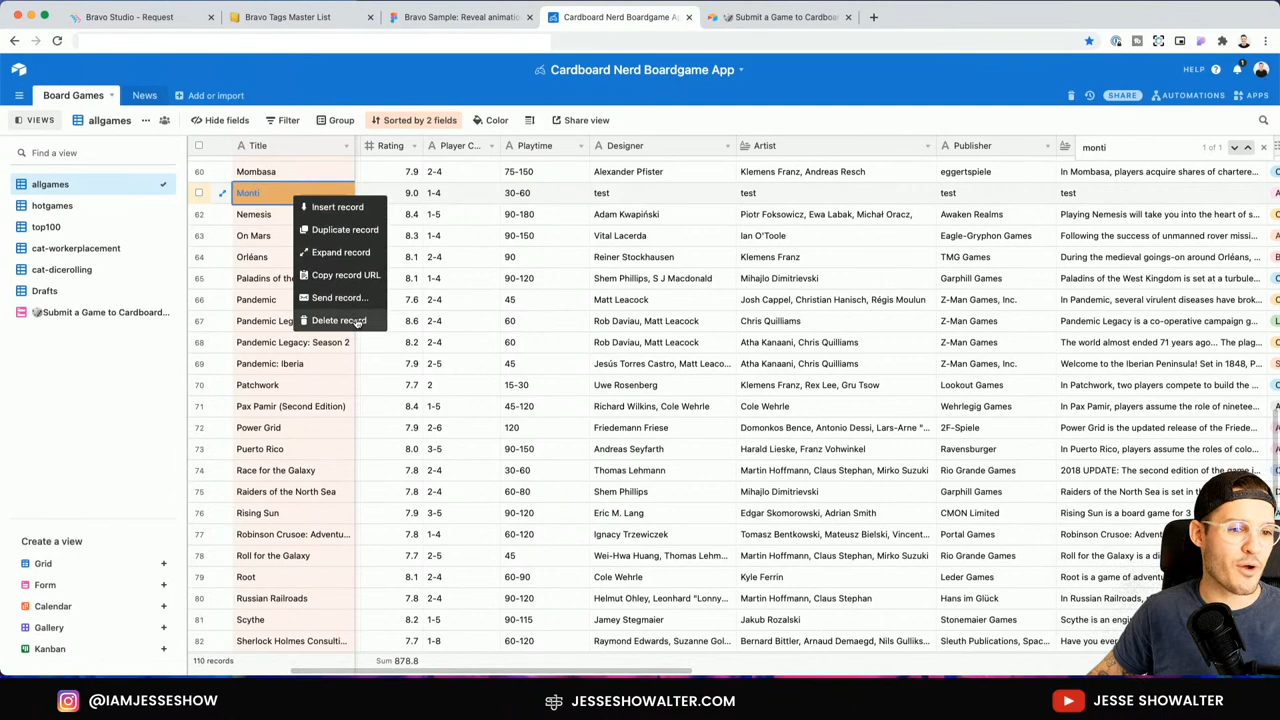 Bravo Studio - Request
Bravo Tags Master List
Bravo Sample: Reveal animation
Cardboard Nerd Boardgame Ap
Submit a Game to Cardboa
Cardboard Nerd Boardgame App
HELP
1
Board Games
News
Add or import
SHARE
AUTOMATIONS
APPS
VIEWS
allgames
Hide fields
Filter
Group
Sorted by 2 fields
Color
Share view
Find a view
allgames
hotgames
top100
cat-workerplacement
cat-dicerolling
Drafts
Submit a Game to Cardboard...
Create a view
Grid
Form
Calendar
Gallery
Kanban
Title Rating Player C... Playtime Designer Artist Publisher
monti 1 of 1
60 Mombasa 7.9 2-4 75-150 Alexander Pfister Klemens Franz, Andreas Resch eggertspiele In Mombasa, players acquire shares of chartere...
Monti 9.0 1-4 30-60 test test test test
62 Nemesis 8.4 1-5 90-180 Adam Kwapiński Piotr Foksowicz, Ewa Labak, Michał Oracz, Awaken Realms Playing Nemesis will take you into the heart of s...
63 On Mars 8.3 1-4 90-150 Vital Lacerda Ian O'Toole Eagle-Gryphon Games Following the success of unmanned rover missi...
64 Orléans 8.1 2-4 90 Reiner Stockhausen Klemens Franz TMG Games During the medieval goings-on around Orléans, ...
65 Paladins of the 1-4 90-120 Shem Phillips, S J Macdonald Mihajlo Dimitrievski Garphill Games Paladins of the West Kingdom is set at a turbule...
66 Pandemic 7.6 2-4 45 Matt Leacock Josh Cappel, Christian Hanisch, Régis Moulun Z-Man Games, Inc. In Pandemic, several virulent diseases have brok...
67 Pandemic Leg 8.6 2-4 60 Rob Daviau, Matt Leacock Chris Quilliams Z-Man Games Pandemic Legacy is a co-operative campaign g...
68 Pandemic Legacy: Season 2 8.2 2-4 60 Rob Daviau, Matt Leacock Atha Kanaani, Chris Quilliams Z-Man Games The world almost ended 71 years ago... The plag...
69 Pandemic: Iberia 7.9 2-5 45 Jesús Torres Castro, Matt Leaco... Atha Kanaani, Chris Quilliams Z-Man Games, Inc. Welcome to the Iberian Peninsula! Set in 1848, P...
70 Patchwork 7.7 2 15-30 Uwe Rosenberg Klemens Franz, Rex Lee, Gru Tsow Lookout Games In Patchwork, two players compete to build the ...
71 Pax Pamir (Second Edition) 8.4 1-5 45-120 Richard Wilkins, Cole Wehrle Cole Wehrle Wehrlegig Games In Pax Pamir, players assume the role of ninetee...
72 Power Grid 7.9 2-6 120 Friedemann Friese Domonkos Bence, Antonio Dessi, Lars-Arne "... 2F-Spiele Power Grid is the updated release of the Friede...
73 Puerto Rico 8.0 3-5 90-150 Andreas Seyfarth Harald Lieske, Franz Vohwinkel Ravensburger In Puerto Rico, players assume the roles of colo...
74 Race for the Galaxy 7.8 2-4 30-60 Thomas Lehmann Martin Hoffmann, Claus Stephan, Mirko Suzuki Rio Grande Games 2018 UPDATE: The second edition of the game i
75 Raiders of the North Sea 7.8 2-4 60-80 Shem Phillips Mihajlo Dimitrievski Garphill Games Raiders of the North Sea is set in t
76 Rising Sun 7.9 3-5 90-120 Eric M. Lang Edgar Skomorowski, Adrian Smith CMON Limited Rising Sun is a board game for 3
77 Robinson Crusoe: Adventu... 7.8 1-4 60-120 Ignacy Trzewiczek Tomasz Bentkowski, Mateusz Bielski, Vincent... Portal Games
78 Roll for the Galaxy 7.7 2-5 45 Wei-Hwa Huang, Thomas Lehm... Martin Hoffmann, Claus Stephan, Mirko Suzuki Rio Grande Games Roll for the Galaxy is a dice
79 Root 8.1 2-4 60-90 Cole Wehrle Kyle Ferrin Leder Games Root is a game of adventu
80 Russian Railroads 7.8 2-4 90-120 Helmut Ohley, Leonhard "Lonny... Martin Hoffmann, Claus Stephan Hans im Glück In Russian Railroads, p
81 Scythe 8.2 1-5 90-115 Jamey Stegmaier Jakub Rozalski Stonemaier Games Scythe is an engin
82 Sherlock Holmes Consulti... 7.7 1-8 60-120 Raymond Edwards, Suzanne Gol... Bernard Bittler, Arnaud Demaegd, Nils Gulliks... Sleuth Publications, Spac... Have you eve
Insert record
Duplicate record
Expand record
Copy record URL
Send record...
Delete record
110 records
Sum 878.8
@IAMJESSESHOW
JESSESHOWALTER.COM
JESSE SHOWALTER